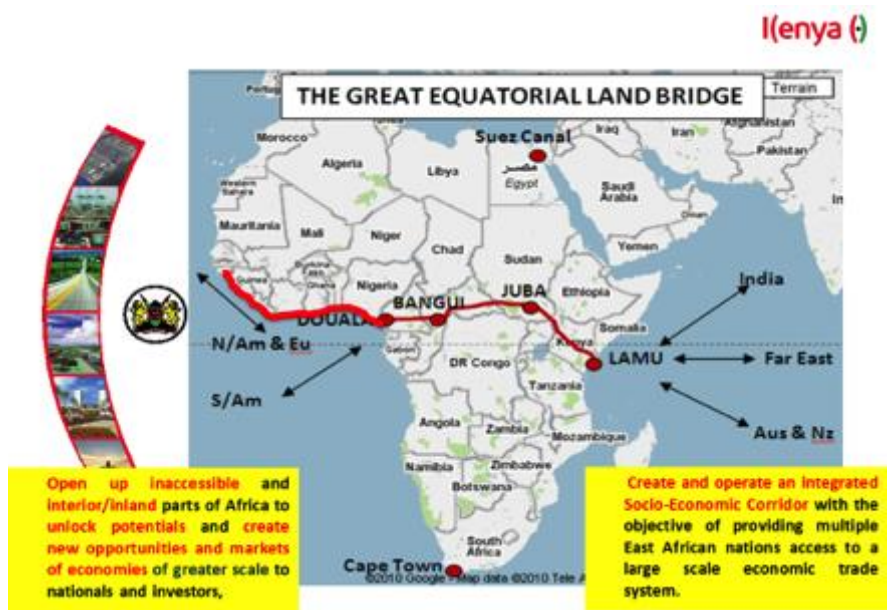 Kenya
THE GREAT EQUATORIAL LAND BRIDGE
Terrain
Morocco
Suez Canal
Iraq
Iran
Afghanistan
Pakistan
Algeria
Libya
مصر
Egypt
Saudi
Arabia
Western
Sahara
Oman
Mauritania
Mali
Niger
Chad
Sudan
Yemen
Burkina
Faso
Guinea
Ghana
Nigeria
Ethiopia
BANGUI
JUBA
DOUALA
Somalia
India
N/Am & Eu
Gabon
DR Congo
Kenya
LAMU
Far East
S/Am
Tanzania
Angola
Zambia
Mozambique
Aus & Nz
Namibia
Zimbabwe
Botswana
South
Africa
Cape Town
©2010 Google - Map data ©2010 Tele A
Open up inaccessible and
interior/inland parts of Africa to
unlock potentials and create
new opportunities and markets
of economies of greater scale to
nationals and investors,
Create and operate an integrated
Socio-Economic Corridor with the
objective of providing multiple
East African nations access to a
large scale economic trade
system.